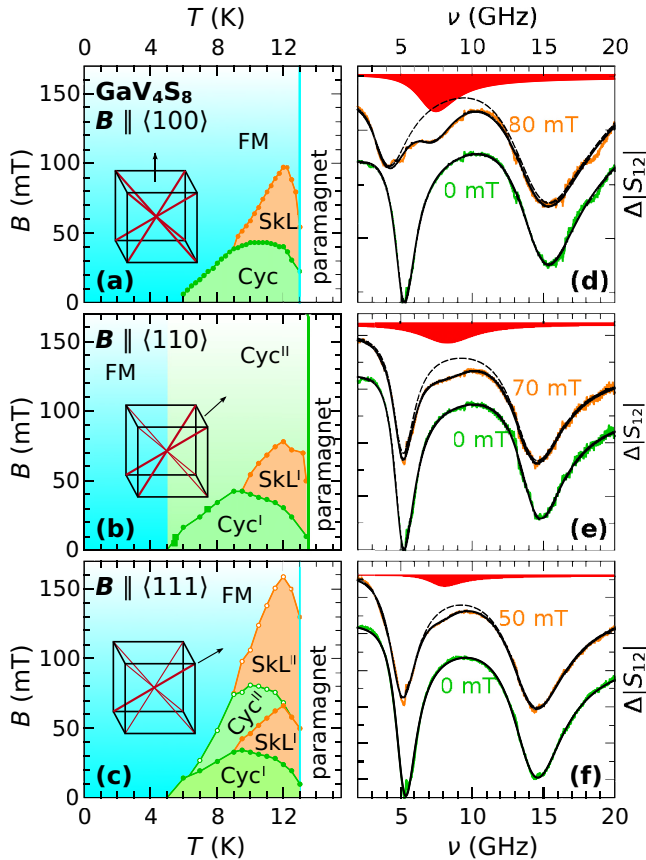 T (K)
0 4 8 12
B (mT)
150
100
50
0
GaV₄S₈
B ∥ ⟨100⟩
FM
SkL
Cyc
paramagnet
(a)
ν (GHz)
5 10 15 20
80 mT
0 mT
Δ|S₁₂|
(d)
B (mT)
150
100
50
0
B ∥ ⟨110⟩
FM
Cycᴵᴵ
SkLᴵ
Cycᴵ
paramagnet
(b)
70 mT
0 mT
Δ|S₁₂|
(e)
B (mT)
150
100
50
0
B ∥ ⟨111⟩
FM
SkLᴵᴵ
Cycᴵᴵ
SkLᴵ
Cycᴵ
paramagnet
(c)
0 4 8 12
T (K)
50 mT
0 mT
Δ|S₁₂|
(f)
5 10 15 20
ν (GHz)